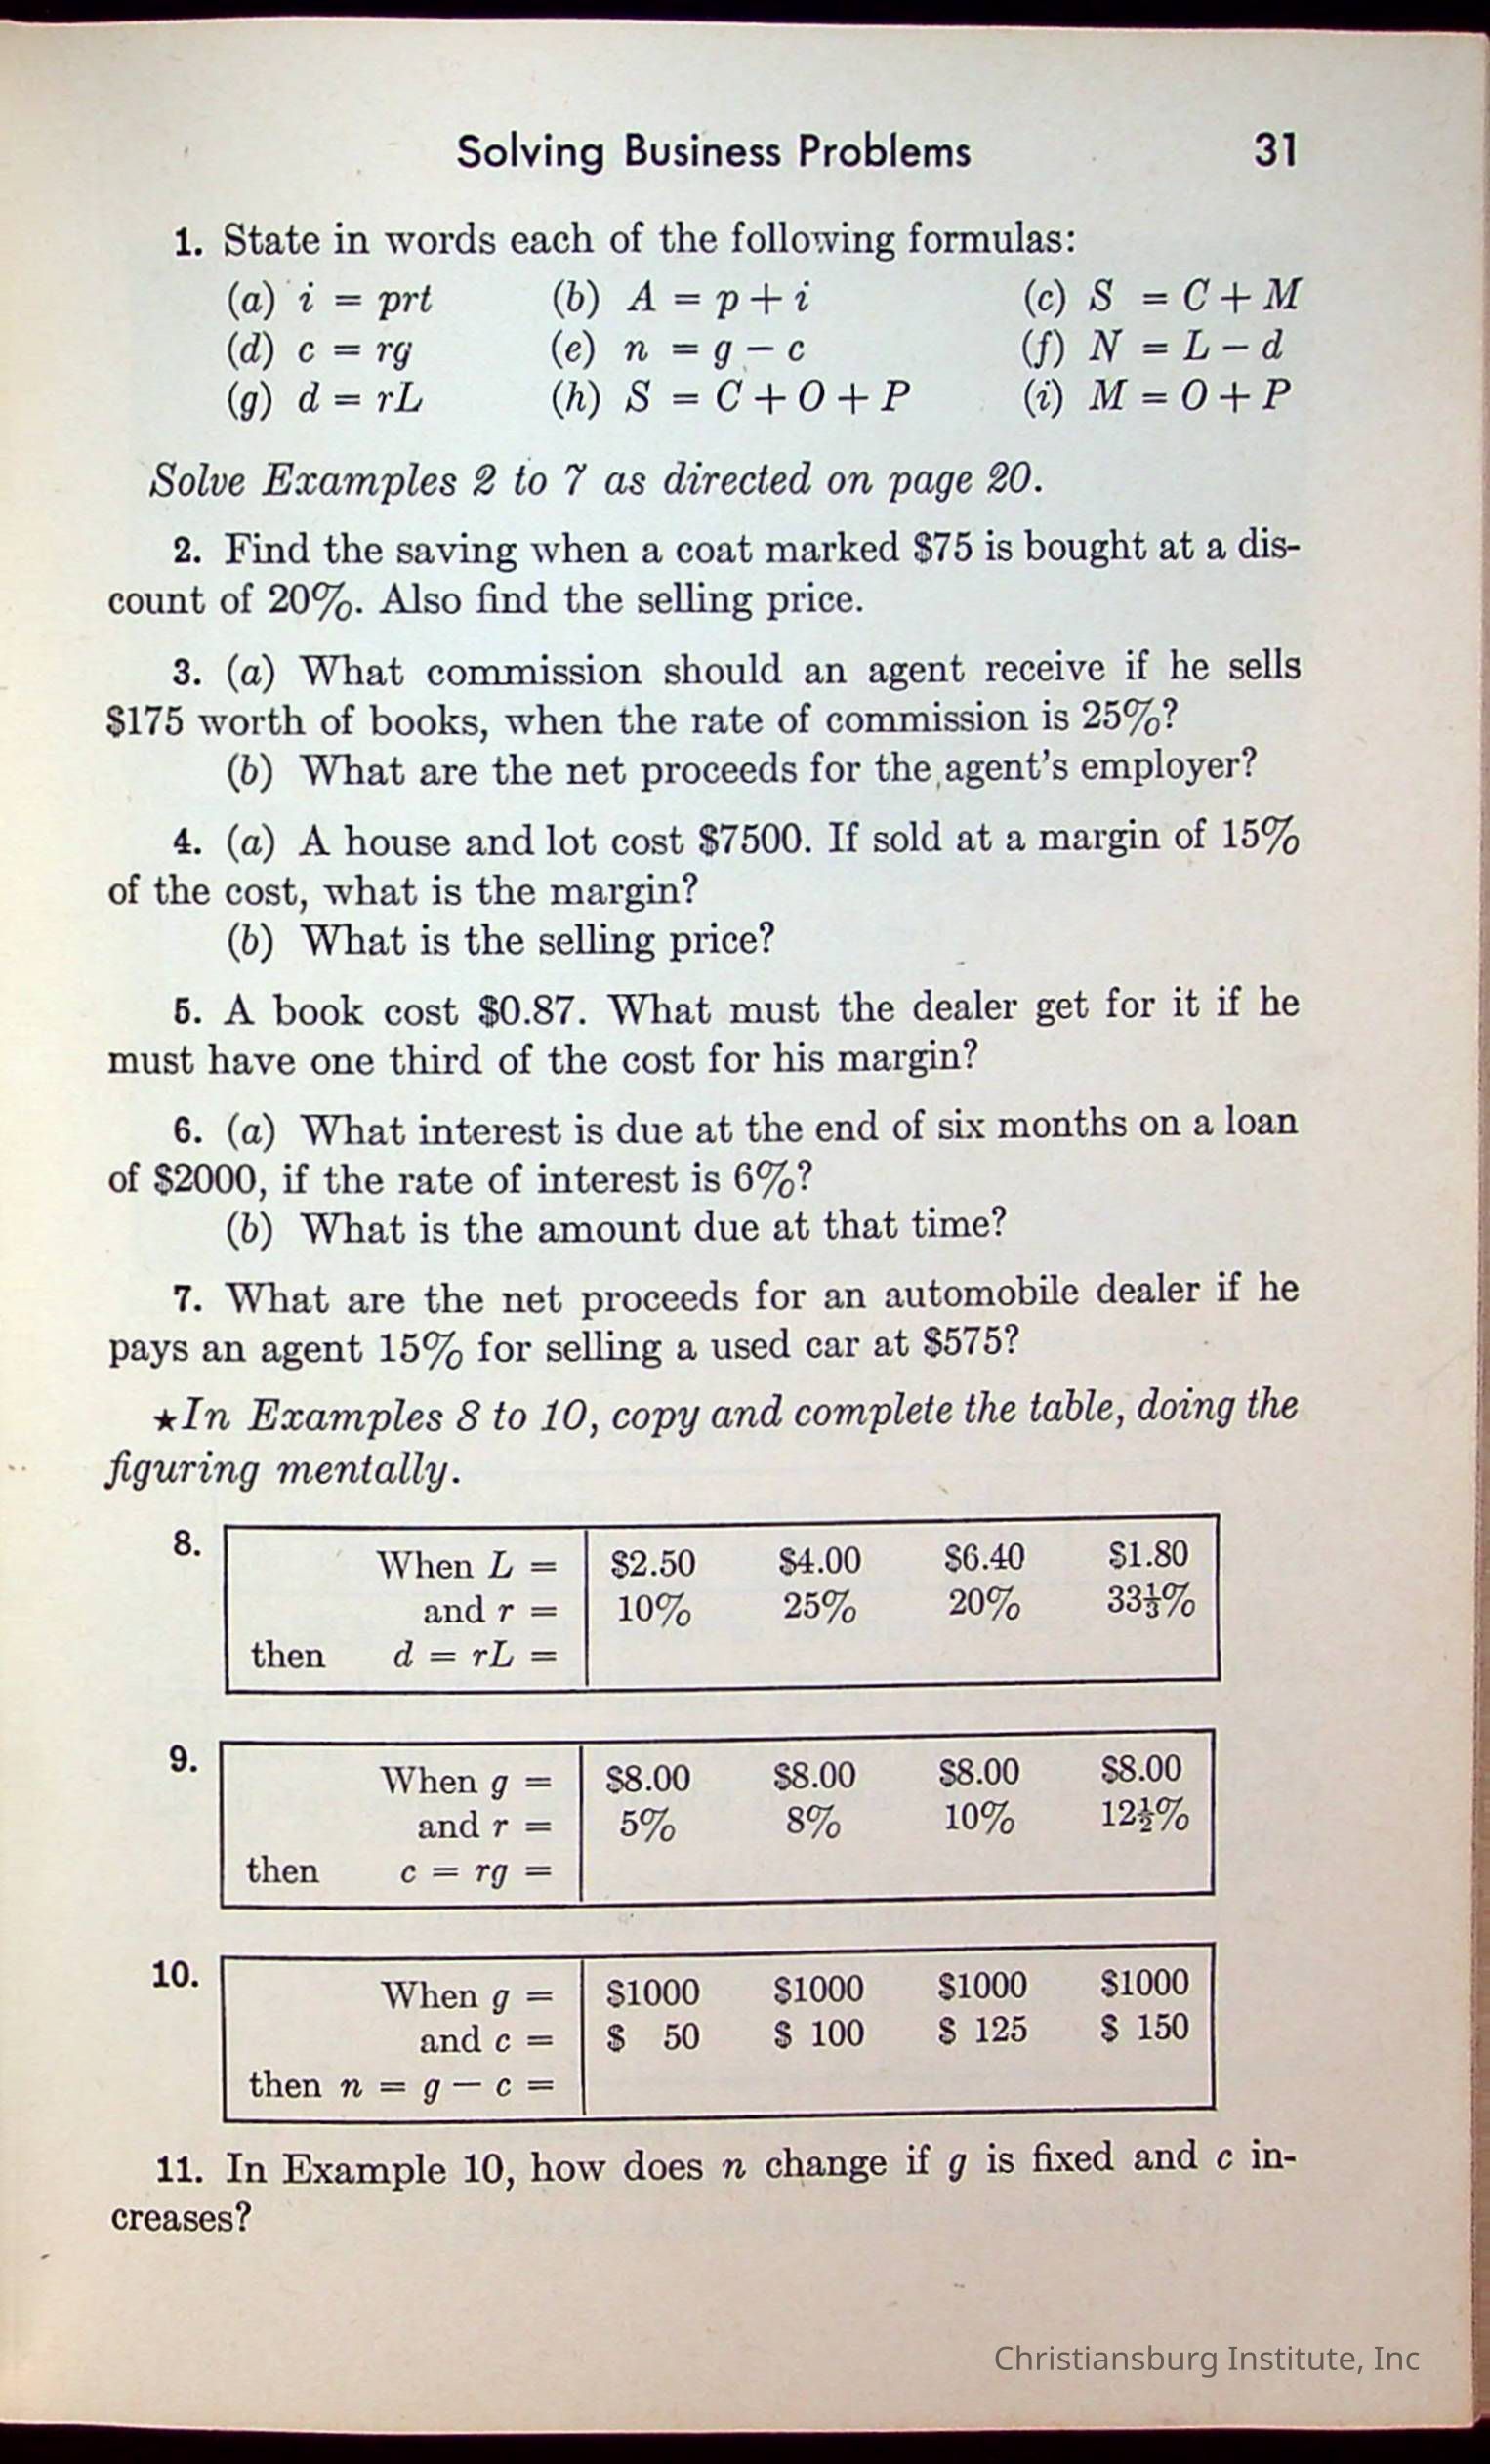 Solving Business Problems 31
1. State in words each of the following formulas:
(a) i = prt (b) A = p + i (c) S = C + M
(d) c = rg (e) n = g − c (f) N = L − d
(g) d = rL (h) S = C + O + P (i) M = O + P
Solve Examples 2 to 7 as directed on page 20.
2. Find the saving when a coat marked $75 is bought at a dis-
count of 20%. Also find the selling price.
3. (a) What commission should an agent receive if he sells
$175 worth of books, when the rate of commission is 25%?
(b) What are the net proceeds for the agent's employer?
4. (a) A house and lot cost $7500. If sold at a margin of 15%
of the cost, what is the margin?
(b) What is the selling price?
5. A book cost $0.87. What must the dealer get for it if he
must have one third of the cost for his margin?
6. (a) What interest is due at the end of six months on a loan
of $2000, if the rate of interest is 6%?
(b) What is the amount due at that time?
7. What are the net proceeds for an automobile dealer if he
pays an agent 15% for selling a used car at $575?
★In Examples 8 to 10, copy and complete the table, doing the
figuring mentally.
8. When L = $2.50 $4.00 $6.40 $1.80
and r = 10% 25% 20% 33⅓%
then d = rL =
9. When g = $8.00 $8.00 $8.00 $8.00
and r = 5% 8% 10% 12½%
then c = rg =
10. When g = $1000 $1000 $1000 $1000
and c = $ 50 $ 100 $ 125 $ 150
then n = g − c =
11. In Example 10, how does n change if g is fixed and c in-
creases?
Christiansburg Institute, Inc